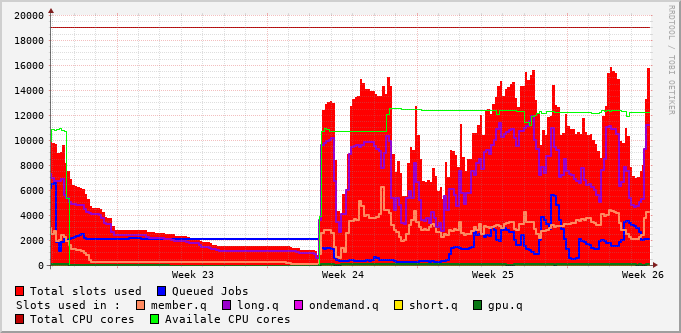 RRDTOOL / TOBI OETIKER
20000
18000
16000
14000
12000
10000
8000
6000
4000
2000
0
Week 23 Week 24 Week 25 Week 26
Total slots used Queued Jobs
Slots used in : member.q long.q ondemand.q short.q gpu.q
Total CPU cores Availale CPU cores